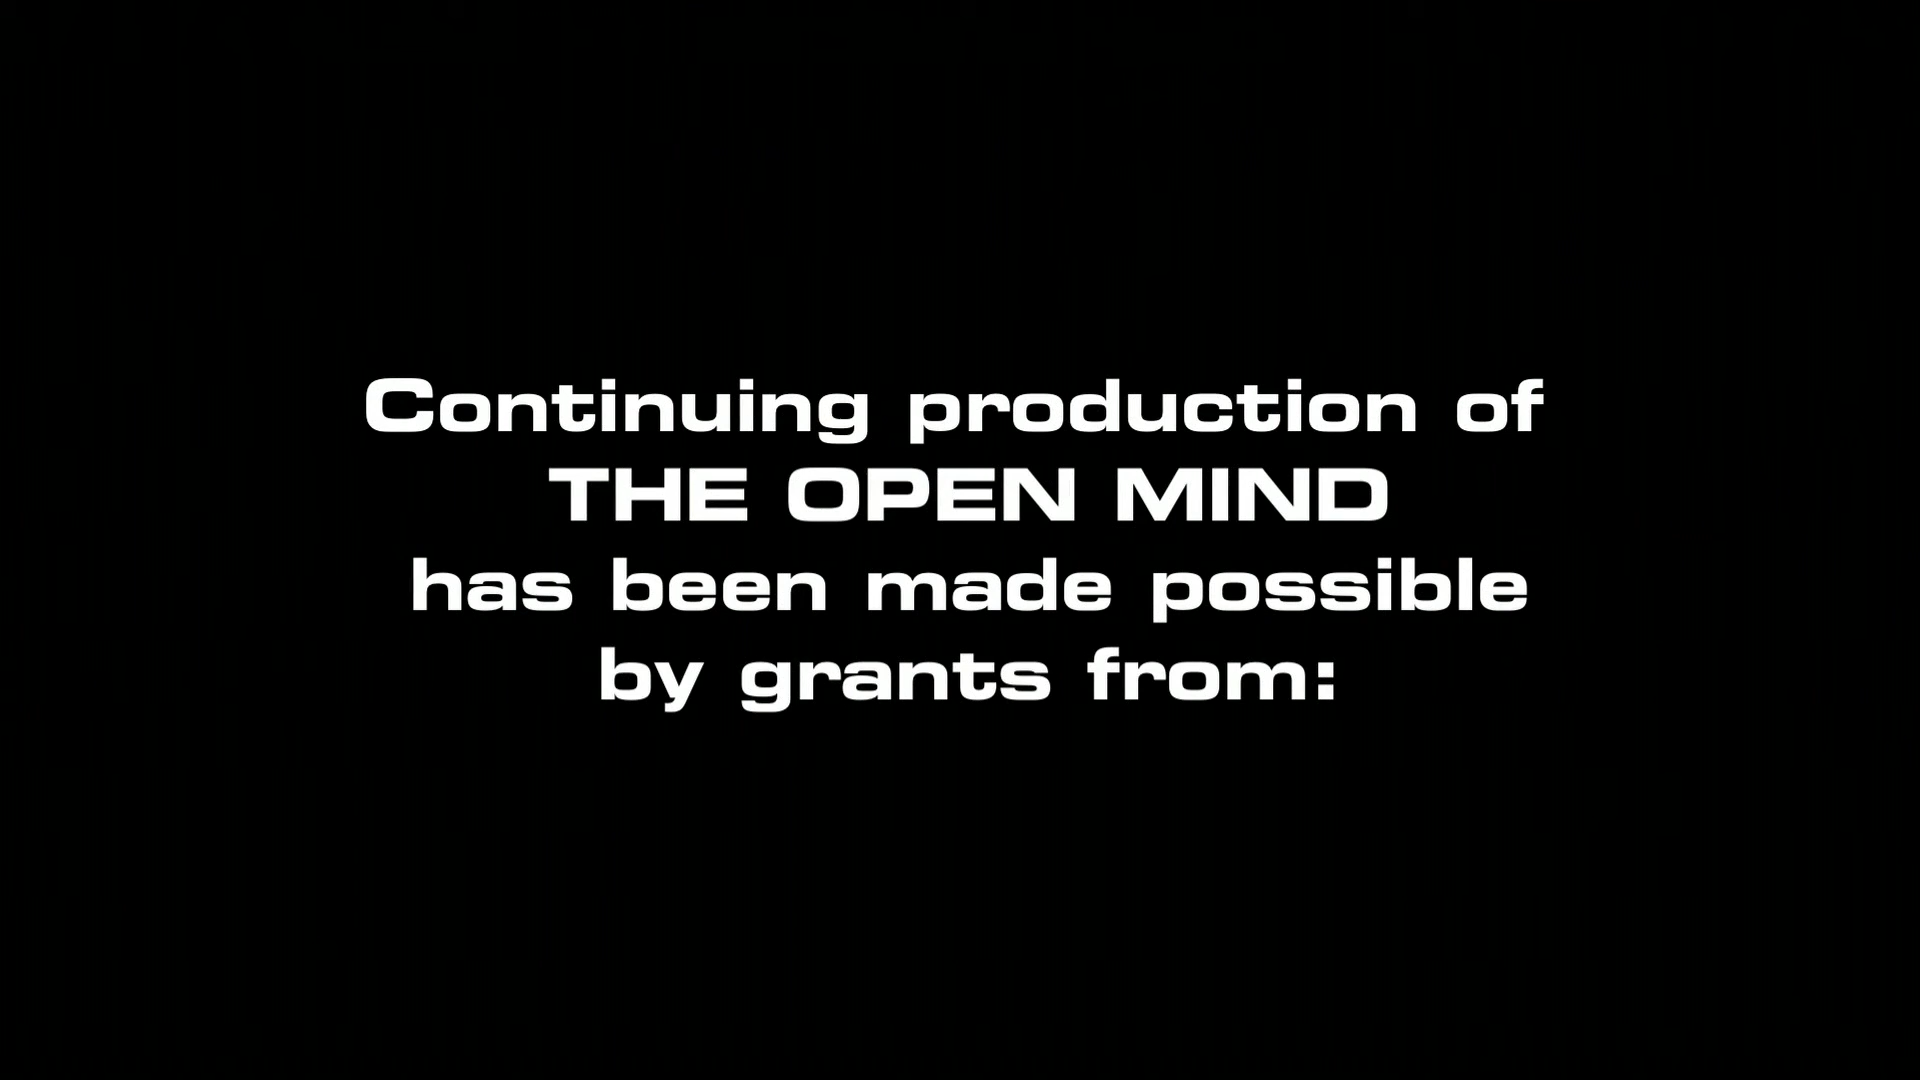 Continuing production of
THE OPEN MIND
has been made possible
by grants from: